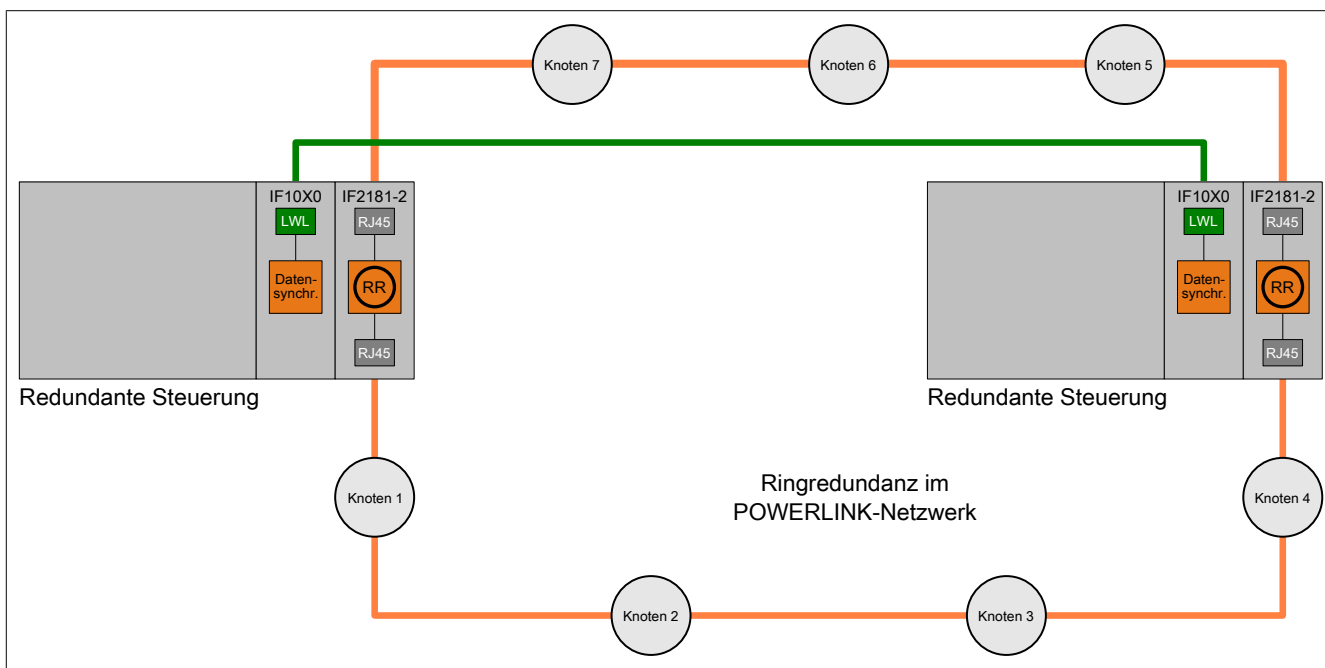 Knoten 7
Knoten 6
Knoten 5
IF10X0
IF2181-2
LWL
RJ45
Daten-
synchr.
RR
RJ45
Redundante Steuerung
IF10X0
IF2181-2
LWL
RJ45
Daten-
synchr.
RR
RJ45
Redundante Steuerung
Knoten 1
Ringredundanz im
POWERLINK-Netzwerk
Knoten 4
Knoten 2
Knoten 3